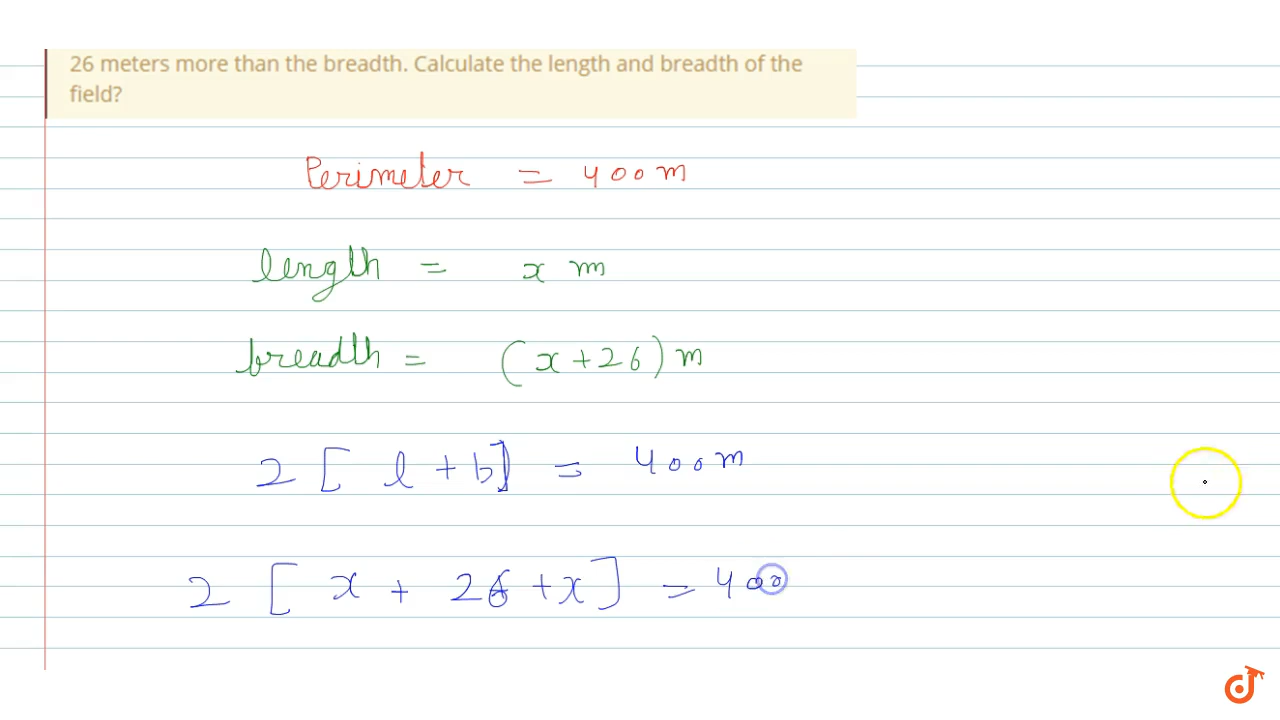 26 meters more than the breadth. Calculate the length and breadth of the
field?
Perimeter = 400 m
length = x m
breadth = (x+26) m
2 [ l + b ] = 400 m
2 [ x + 26 + x ] = 400